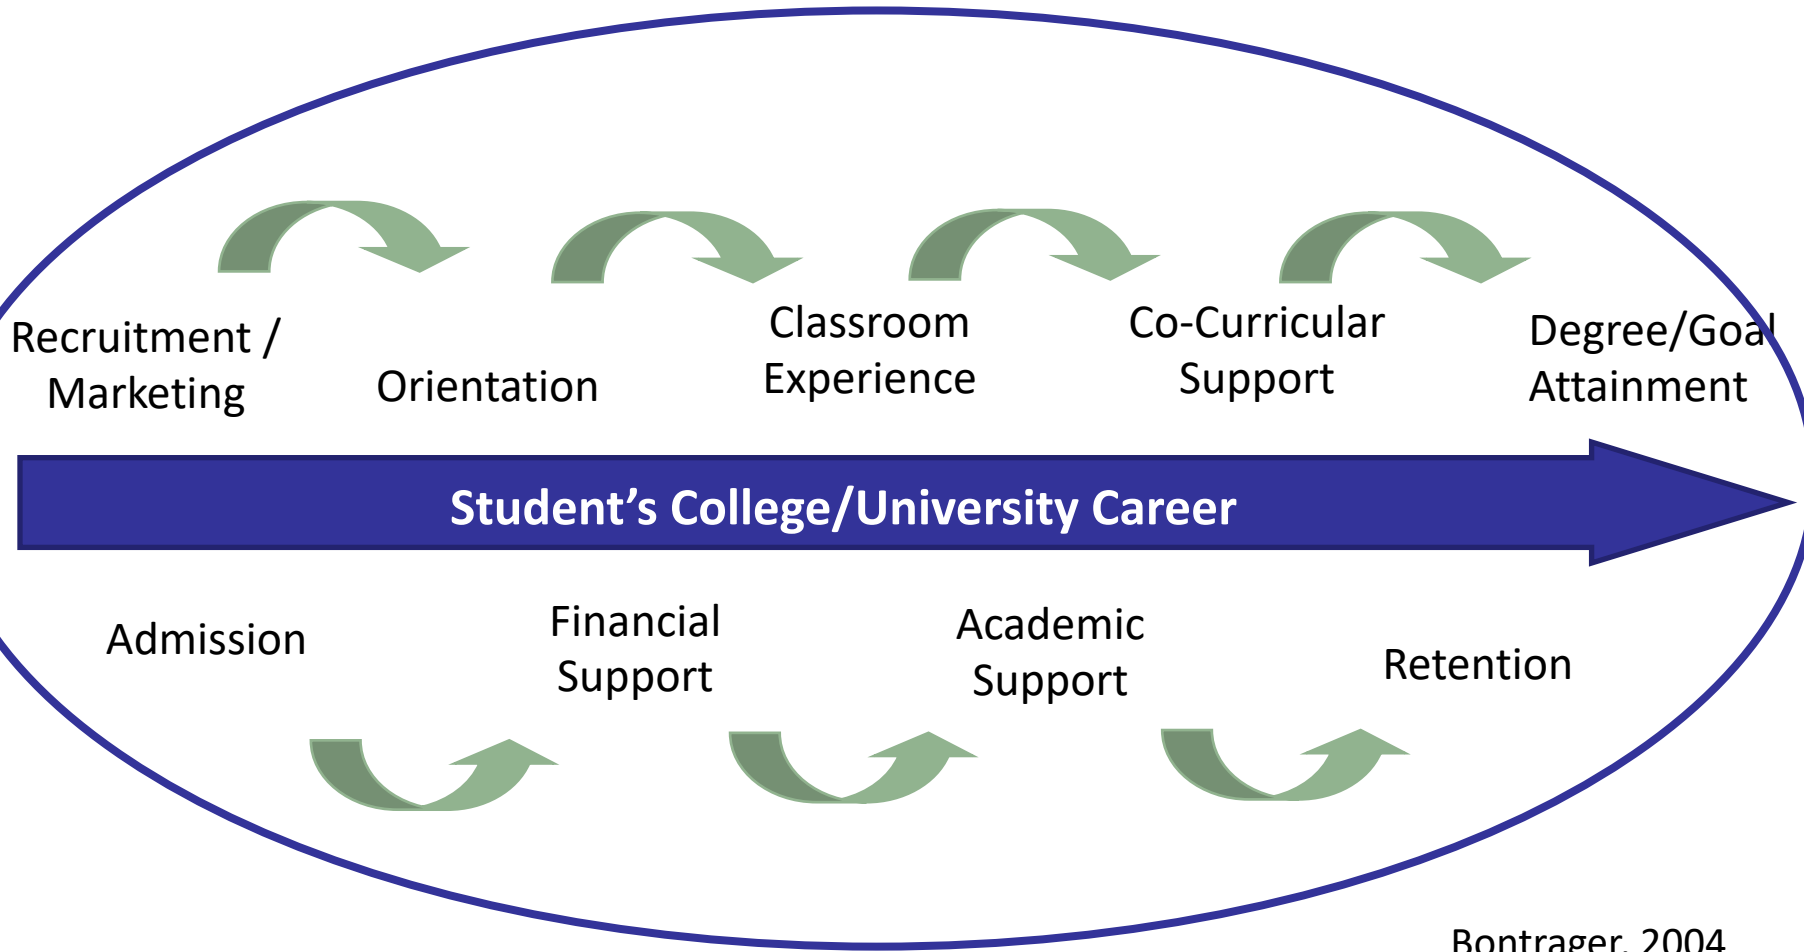 Recruitment /
Marketing
Orientation
Classroom
Experience
Co-Curricular
Support
Degree/Goal
Attainment
Student’s College/University Career
Admission
Financial
Support
Academic
Support
Retention
Bontrager, 2004